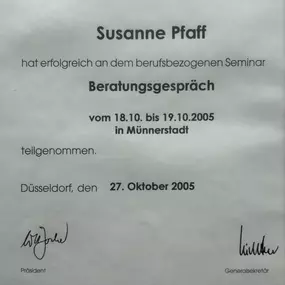 Susanne Pfaff
hat erfolgreich an dem berufsbezogenen Seminar
Beratungsgespräch
vom 18.10. bis 19.10.2005
in Münnerstadt
teilgenommen.
Düsseldorf, den 27. Oktober 2005
Präsident Generalsekretär